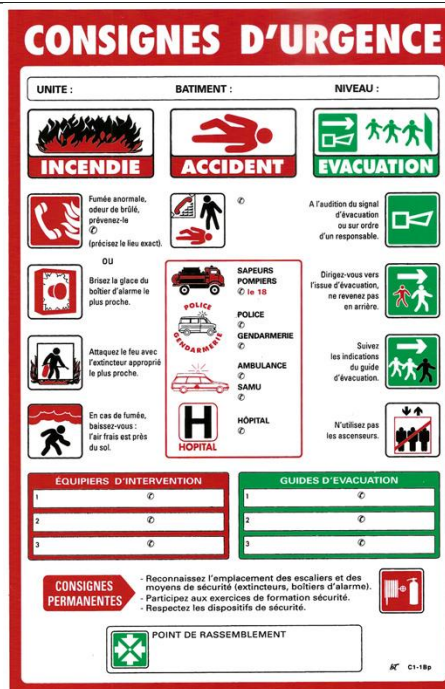 CONSIGNES D'URGENCE
UNITE :
BATIMENT :
NIVEAU :
INCENDIE
ACCIDENT
EVACUATION
Fumée anormale,
odeur de brûlé,
prévenez-le
✆
(précisez le lieu exact).
OU
Brisez la glace du
boîtier d'alarme le
plus proche.
Attaquez le feu avec
l'extincteur approprié
le plus proche.
En cas de fumée,
baissez-vous :
l'air frais est près
du sol.
✆
SAPEURS
POMPIERS
✆ le 18
POLICE
GENDARMERIE
POLICE
✆
GENDARMERIE
✆
AMBULANCE
✆
SAMU
✆
H
HOPITAL
HÔPITAL
✆
A l'audition du signal
d'évacuation
ou sur ordre
d'un responsable.
Dirigez-vous vers
l'issue d'évacuation,
ne revenez pas
en arrière.
Suivez
les indications
du guide
d'évacuation.
N'utilisez pas
les ascenseurs.
ÉQUIPIERS D'INTERVENTION
1 ✆
2 ✆
3 ✆
GUIDES D'EVACUATION
1 ✆
2 ✆
3 ✆
CONSIGNES
PERMANENTES
- Reconnaissez l'emplacement des escaliers et des
moyens de sécurité (extincteurs, boîtiers d'alarme).
- Participez aux exercices de formation sécurité.
- Respectez les dispositifs de sécurité.
POINT DE RASSEMBLEMENT
C1-1Bp